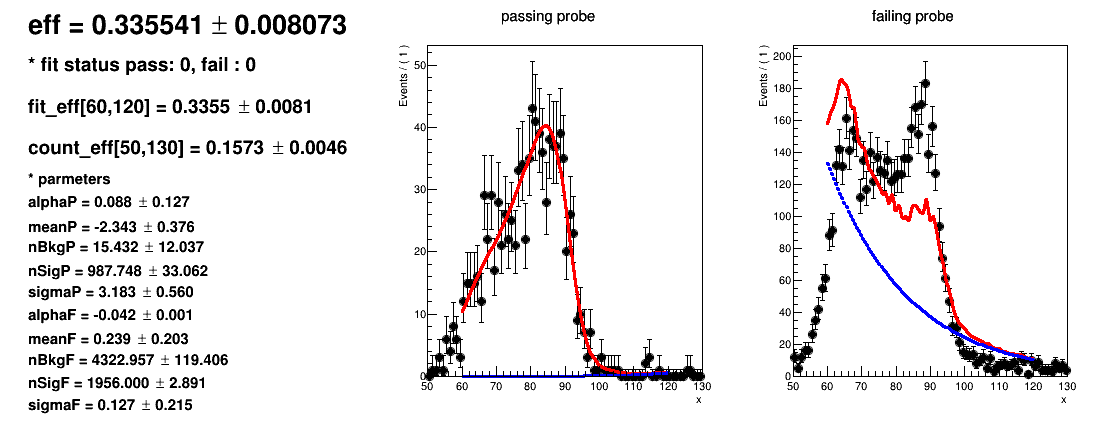 eff = 0.335541 ± 0.008073
* fit status pass: 0, fail : 0
fit_eff[60,120] = 0.3355 ± 0.0081
count_eff[50,130] = 0.1573 ± 0.0046
* parmeters
alphaP = 0.088 ± 0.127
meanP = -2.343 ± 0.376
nBkgP = 15.432 ± 12.037
nSigP = 987.748 ± 33.062
sigmaP = 3.183 ± 0.560
alphaF = -0.042 ± 0.001
meanF = 0.239 ± 0.203
nBkgF = 4322.957 ± 119.406
nSigF = 1956.000 ± 2.891
sigmaF = 0.127 ± 0.215
passing probe
Events / ( 1 )
50
40
30
20
10
0
50 60 70 80 90 100 110 120 130
x
failing probe
Events / ( 1 )
200
180
160
140
120
100
80
60
40
20
0
50 60 70 80 90 100 110 120 130
x